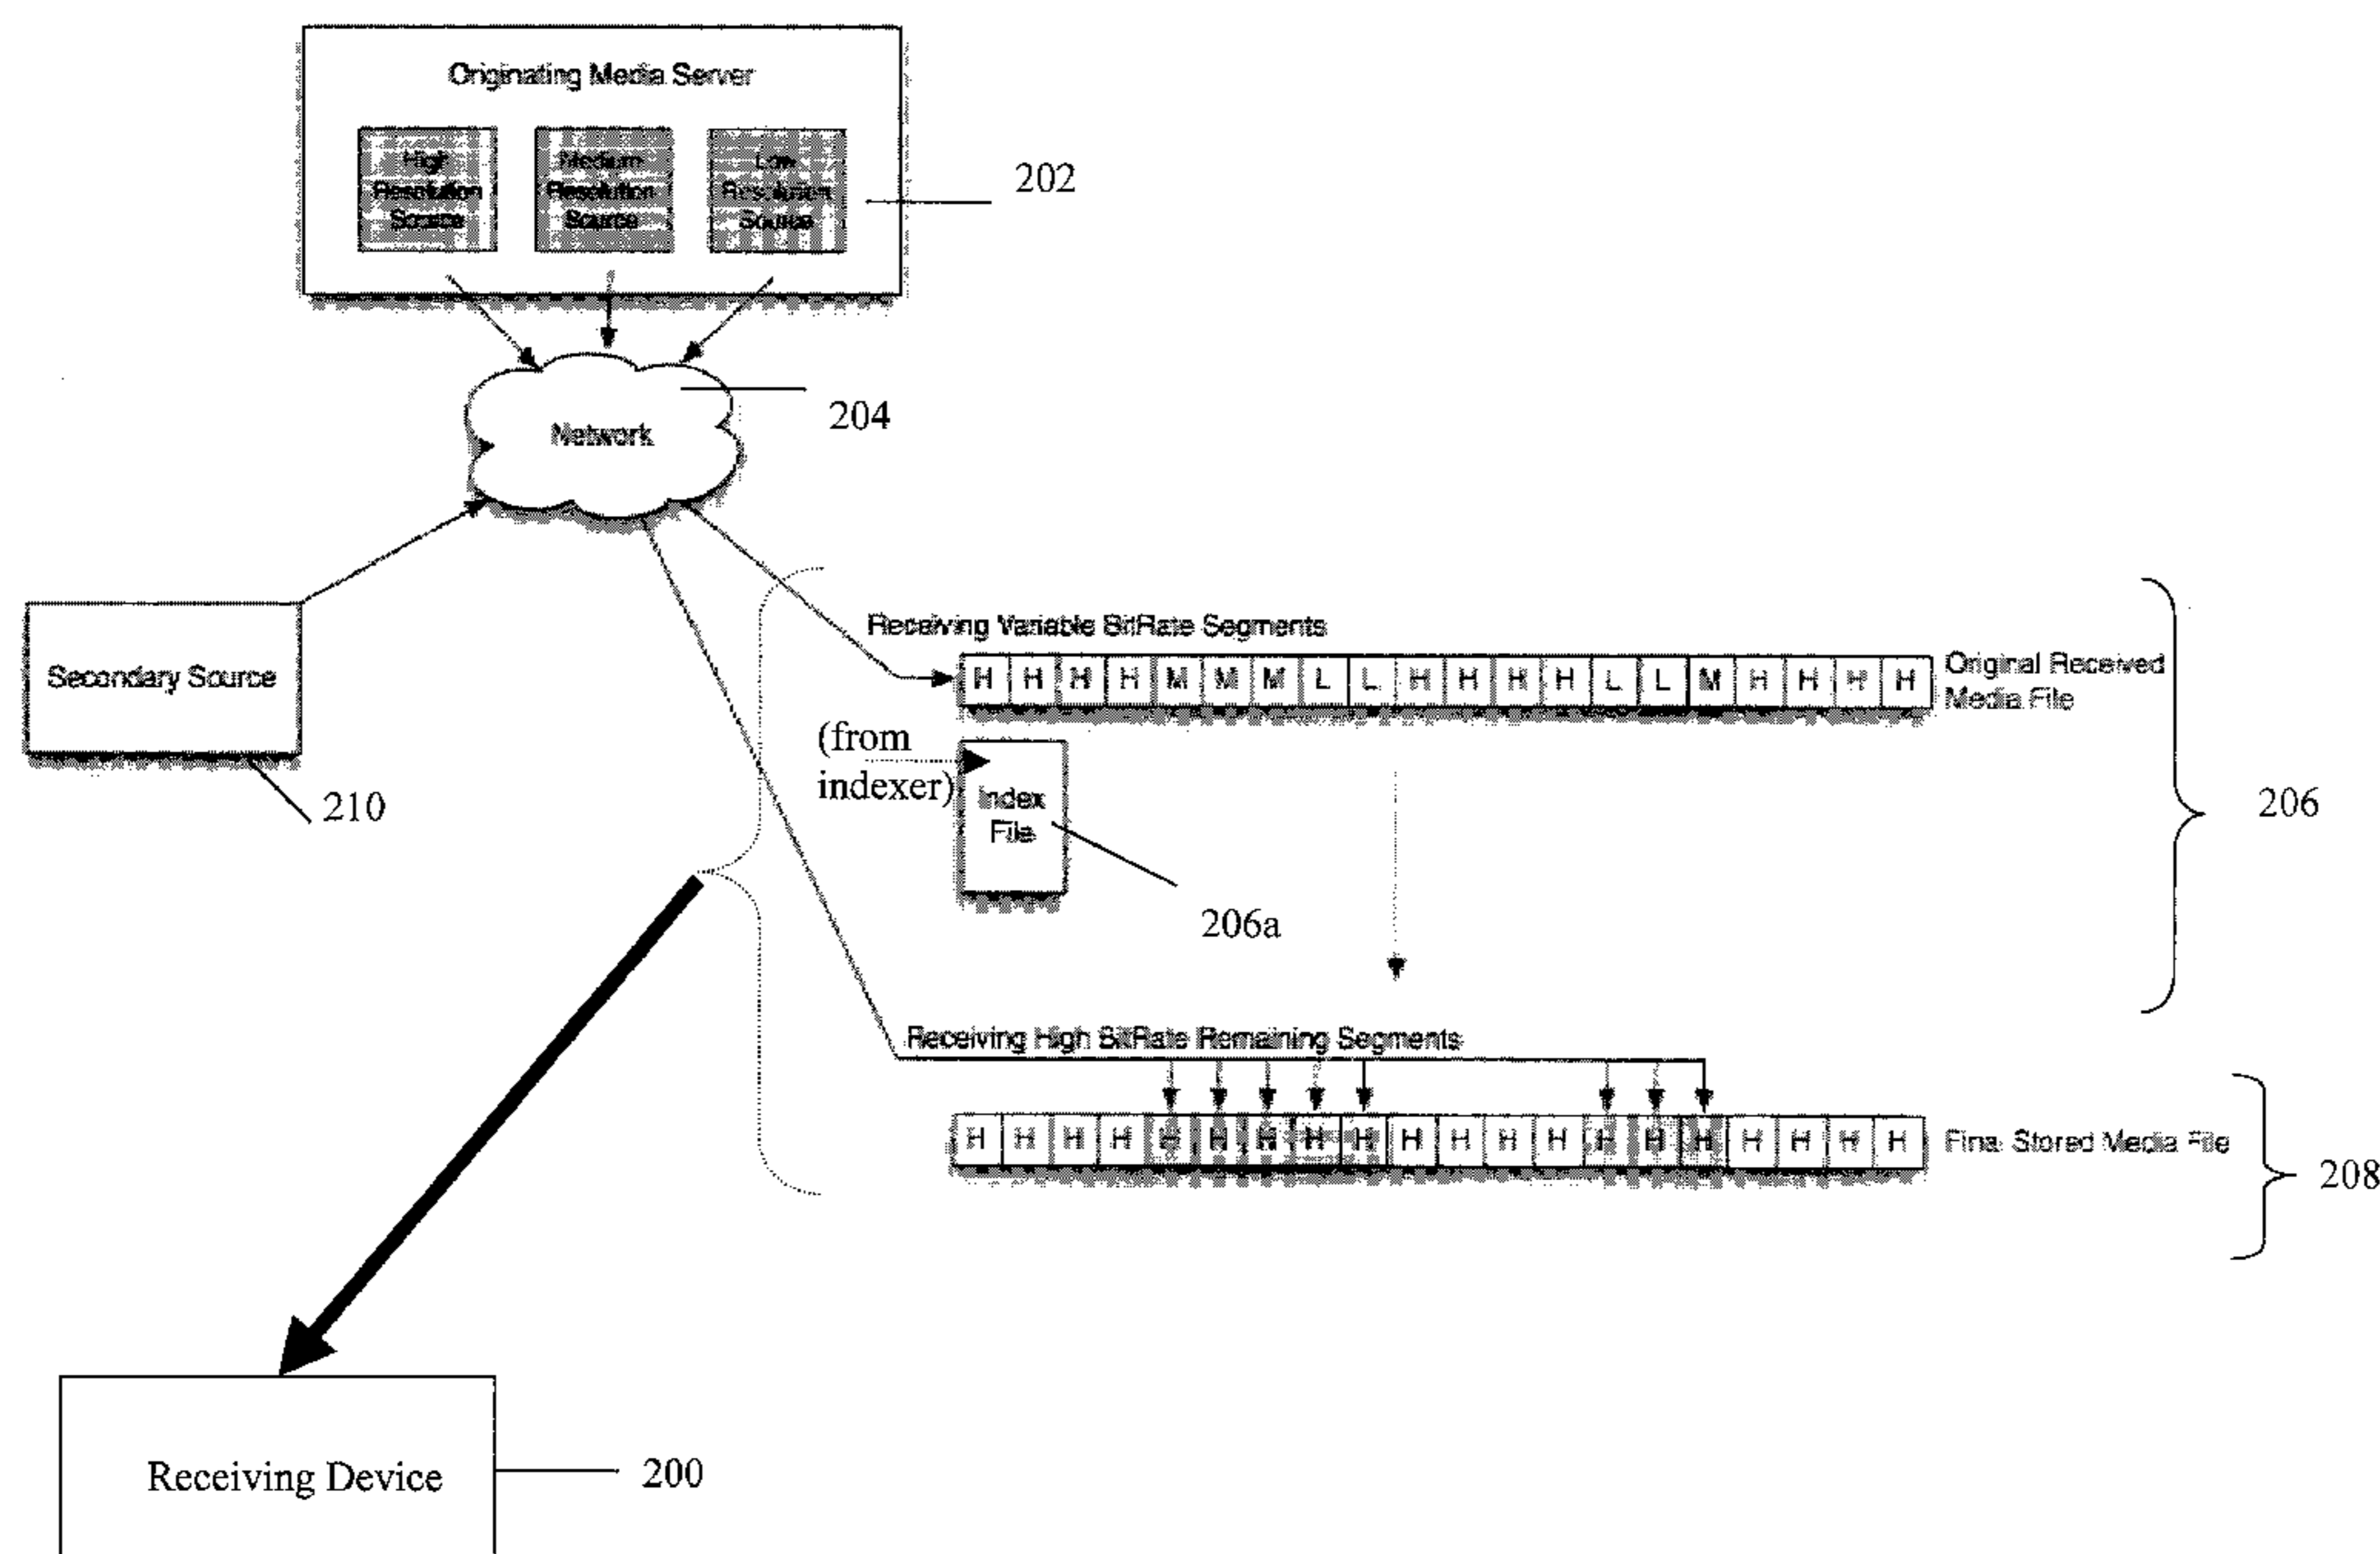 Originating Media Server
High
Resolution
Source
Medium
Resolution
Source
Low
Resolution
Source
202
Network
204
Secondary Source
210
Receiving Variable BitRate Segments
H H H H M M M L L H H H H L L M H H H H
Original Received
Media File
(from
indexer)
Index
File
206a
206
Receiving High BitRate Remaining Segments
H H H H H H H H H H H H H H H H H H H H
Final Stored Media File
208
Receiving Device
200